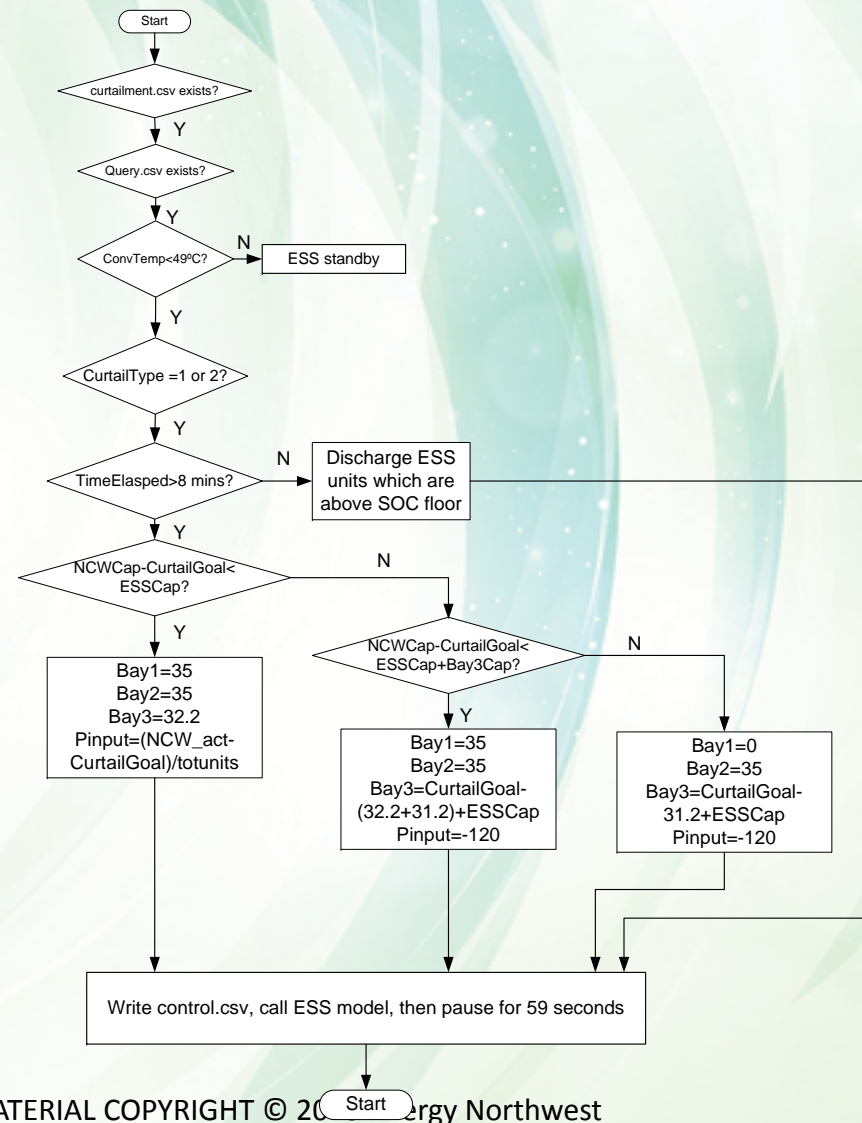 Start
curtailment.csv exists?
Y
Query.csv exists?
Y
ConvTemp<49ºC?
N
ESS standby
Y
CurtailType =1 or 2?
Y
TimeElasped>8 mins?
N
Discharge ESS
units which are
above SOC floor
Y
NCWCap-CurtailGoal<
ESSCap?
N
Y
NCWCap-CurtailGoal<
ESSCap+Bay3Cap?
N
Y
Bay1=35
Bay2=35
Bay3=32.2
Pinput=(NCW_act-
CurtailGoal)/totunits
Bay1=35
Bay2=35
Bay3=CurtailGoal-
(32.2+31.2)+ESSCap
Pinput=-120
Bay1=0
Bay2=35
Bay3=CurtailGoal-
31.2+ESSCap
Pinput=-120
Write control.csv, call ESS model, then pause for 59 seconds
Start
COPYRIGHT © Northwest